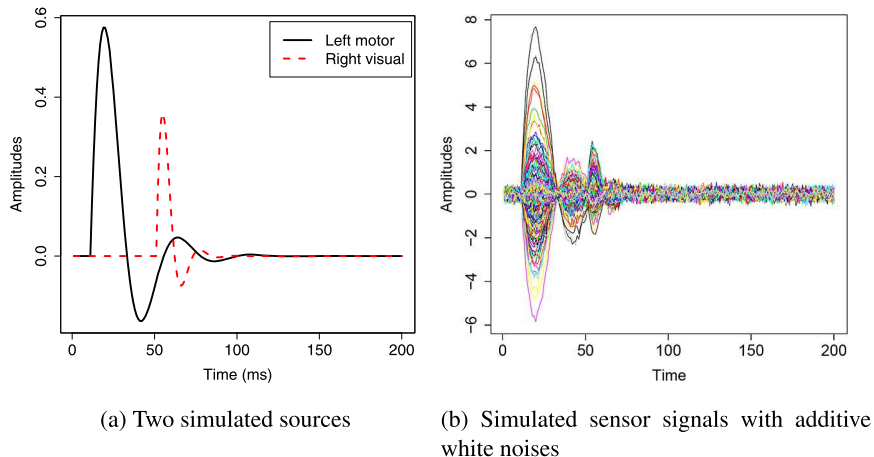 0.6
0.4
0.2
0.0
Amplitudes
Left motor
Right visual
0
50
100
150
200
Time (ms)
(a) Two simulated sources
8
6
4
2
0
−2
−4
−6
Amplitudes
0
50
100
150
200
Time
(b) Simulated sensor signals with additive
white noises